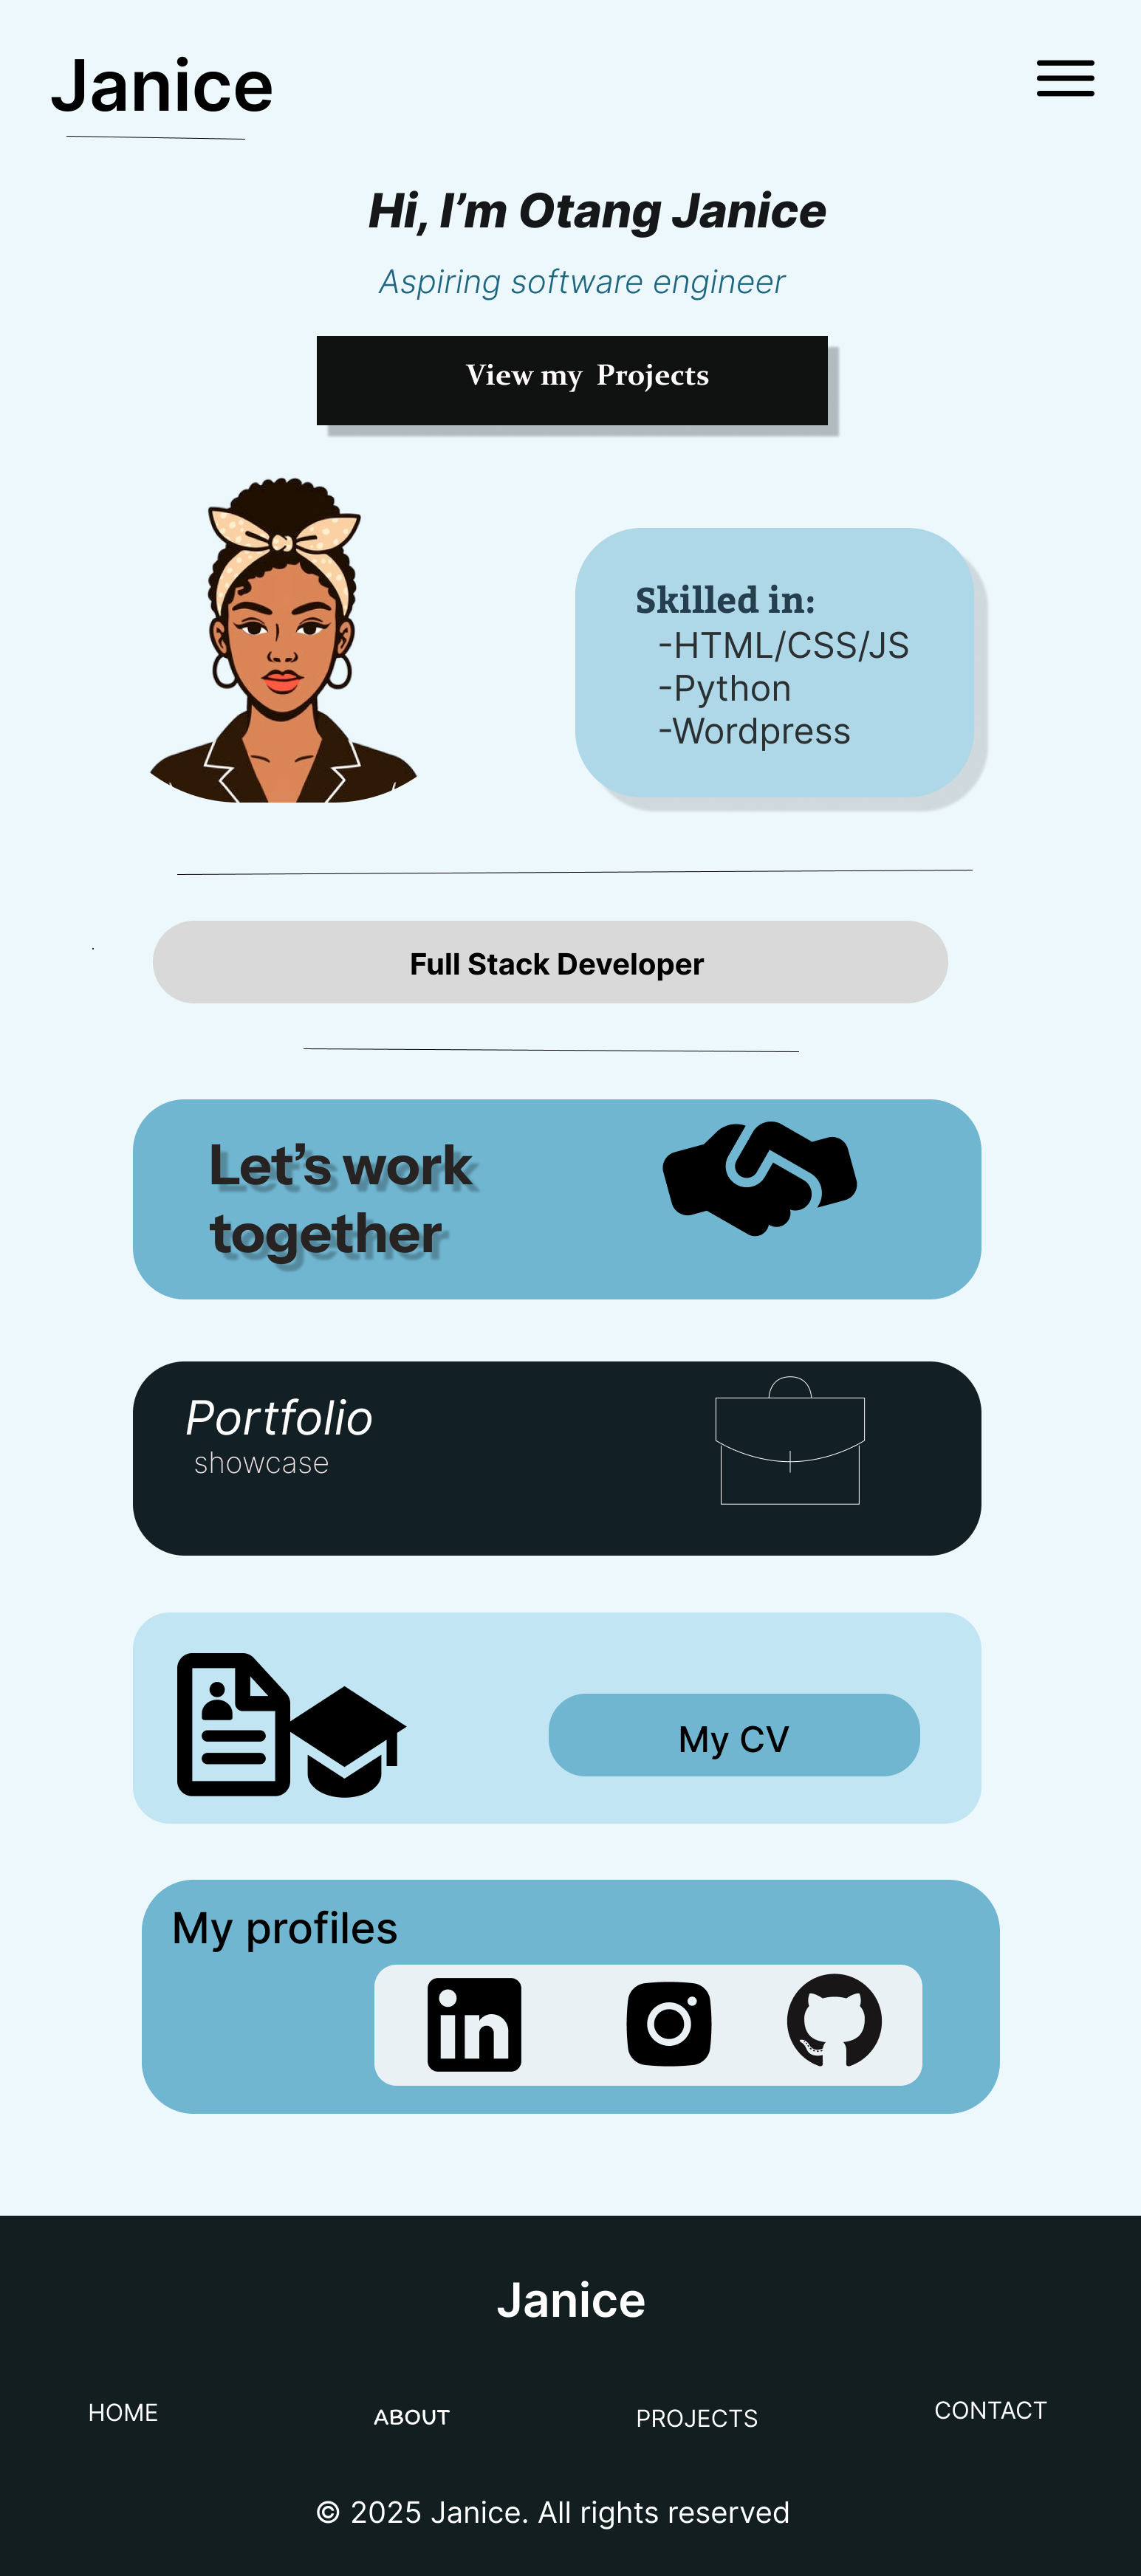 Janice
Hi, I’m Otang Janice
Aspiring software engineer
View my  Projects
Skilled in:
-HTML/CSS/JS
-Python
-Wordpress
Full Stack Developer
Let’s work
together
Portfolio
showcase
My CV
My profiles
in
Janice
HOME
ABOUT
PROJECTS
CONTACT
© 2025 Janice. All rights reserved